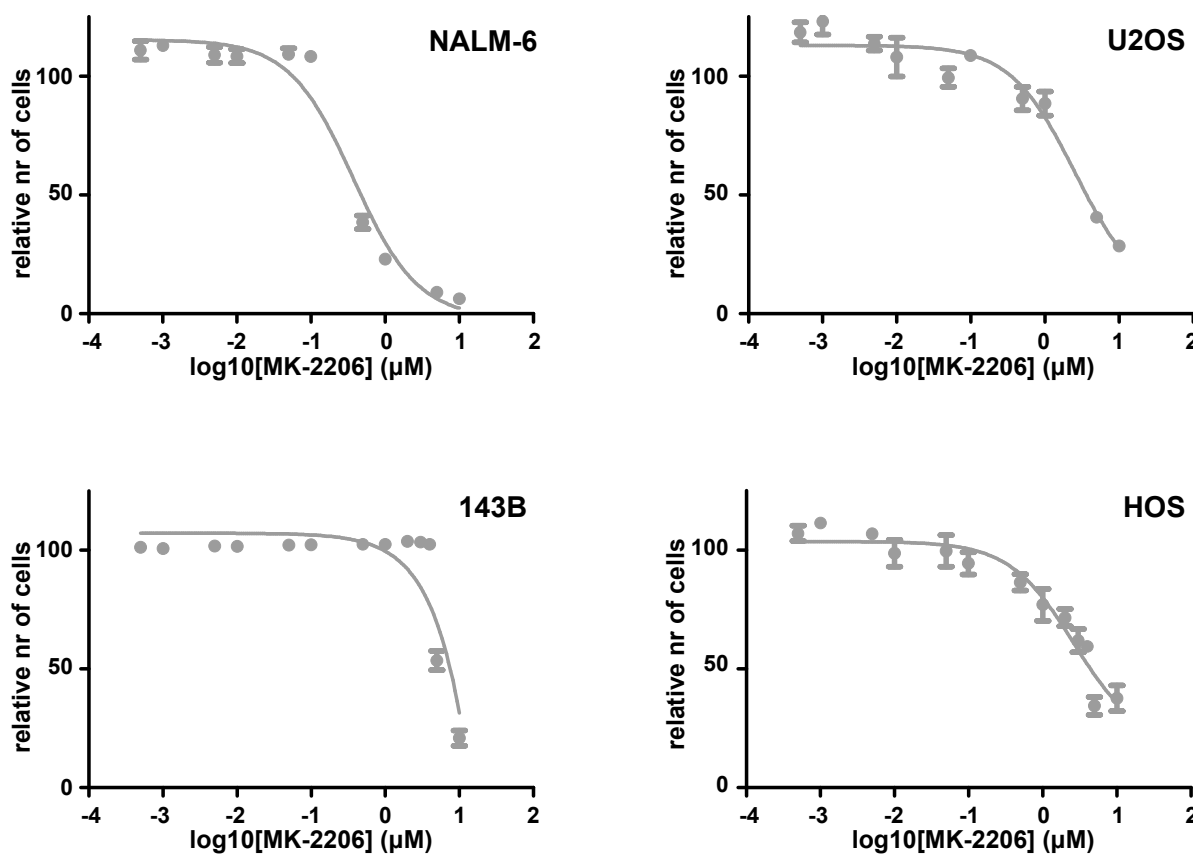 NALM-6
relative nr of cells
100
50
0
-4 -3 -2 -1 0 1 2
log10[MK-2206] (µM)
U2OS
relative nr of cells
100
50
0
-4 -3 -2 -1 0 1 2
log10[MK-2206] (µM)
143B
relative nr of cells
100
50
0
-4 -3 -2 -1 0 1 2
log10[MK-2206] (µM)
HOS
relative nr of cells
100
50
0
-4 -3 -2 -1 0 1 2
log10[MK-2206] (µM)